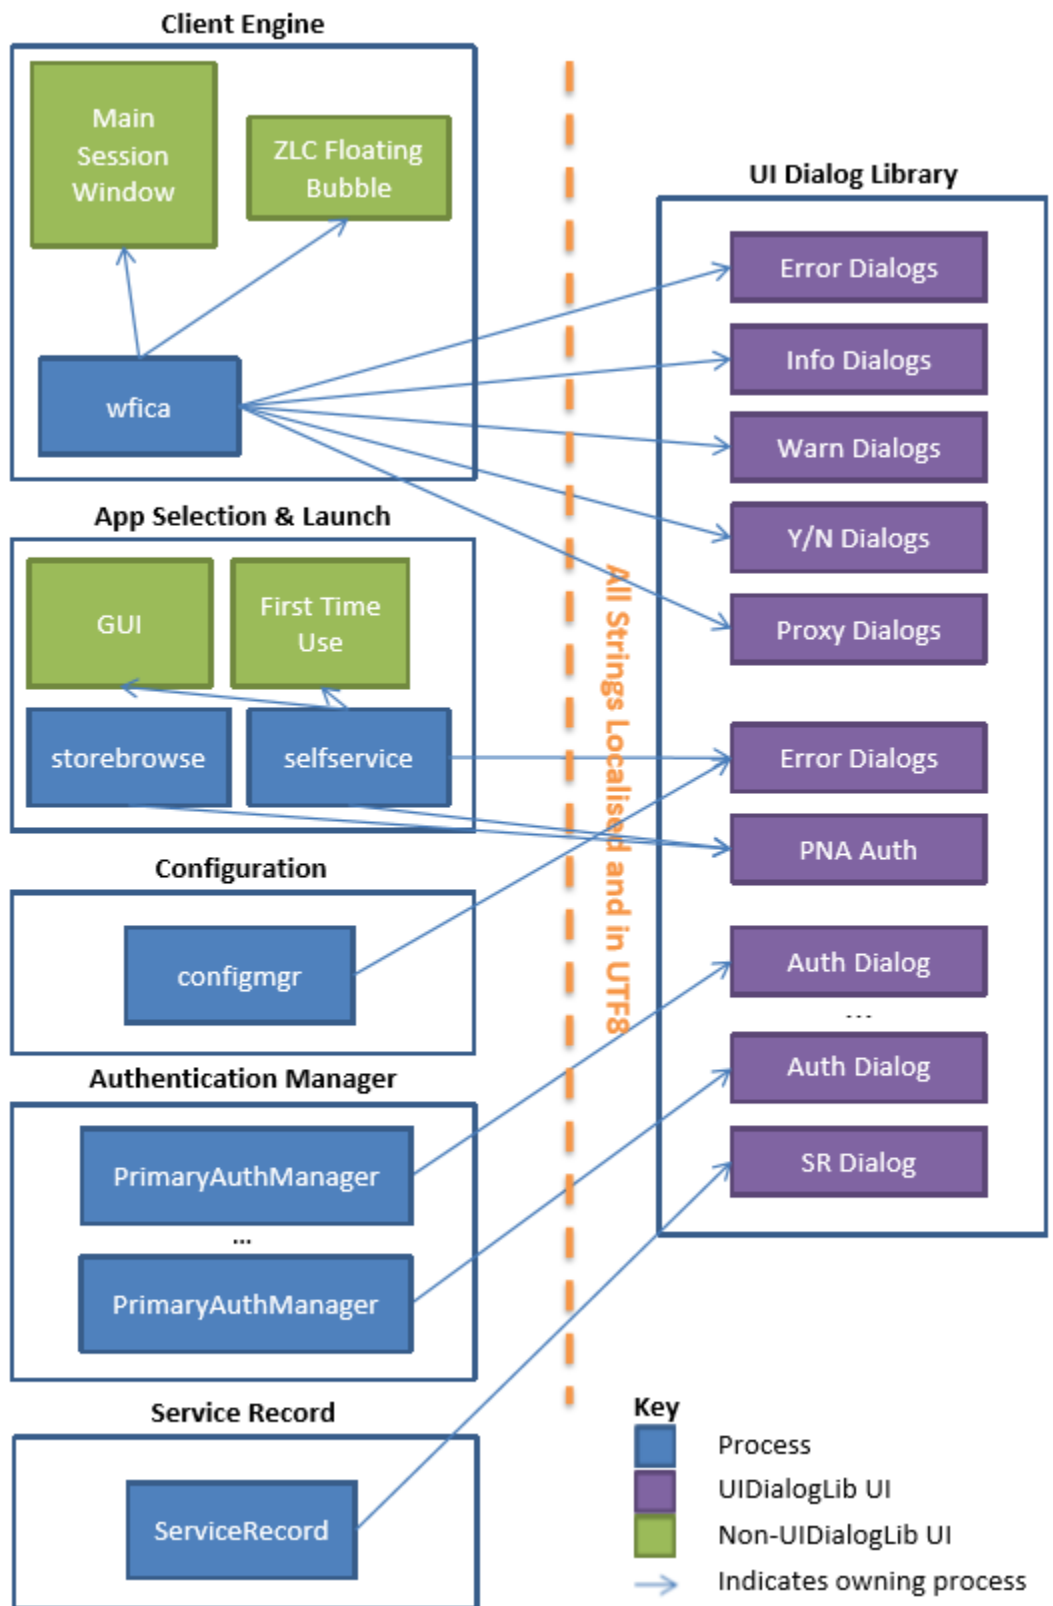 Client Engine
Main
Session
Window
ZLC Floating
Bubble
wfica
App Selection & Launch
GUI
First Time
Use
storebrowse
selfservice
Configuration
configmgr
Authentication Manager
PrimaryAuthManager
...
PrimaryAuthManager
Service Record
ServiceRecord
All Strings Localised and in UTF8
UI Dialog Library
Error Dialogs
Info Dialogs
Warn Dialogs
Y/N Dialogs
Proxy Dialogs
Error Dialogs
PNA Auth
Auth Dialog
...
Auth Dialog
SR Dialog
Key
Process
UIDialogLib UI
Non-UIDialogLib UI
Indicates owning process